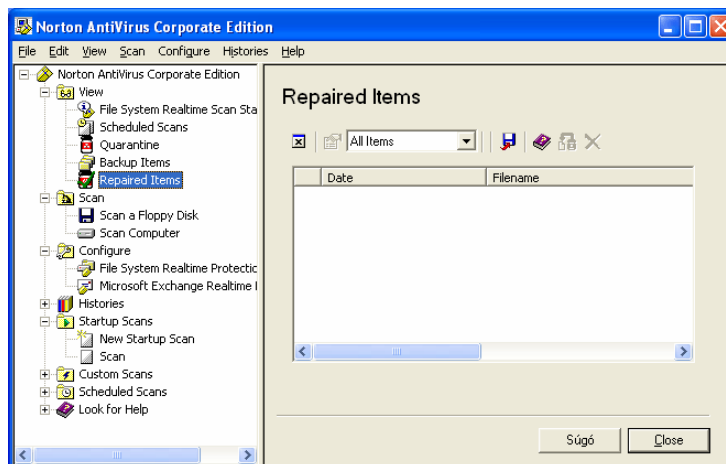 Norton AntiVirus Corporate Edition
File Edit View Scan Configure Histories Help
Norton AntiVirus Corporate Edition
View
File System Realtime Scan Sta
Scheduled Scans
Quarantine
Backup Items
Repaired Items
Scan
Scan a Floppy Disk
Scan Computer
Configure
File System Realtime Protectic
Microsoft Exchange Realtime I
Histories
Startup Scans
New Startup Scan
Scan
Custom Scans
Scheduled Scans
Look for Help
Repaired Items
All Items
Date Filename
Súgó Close